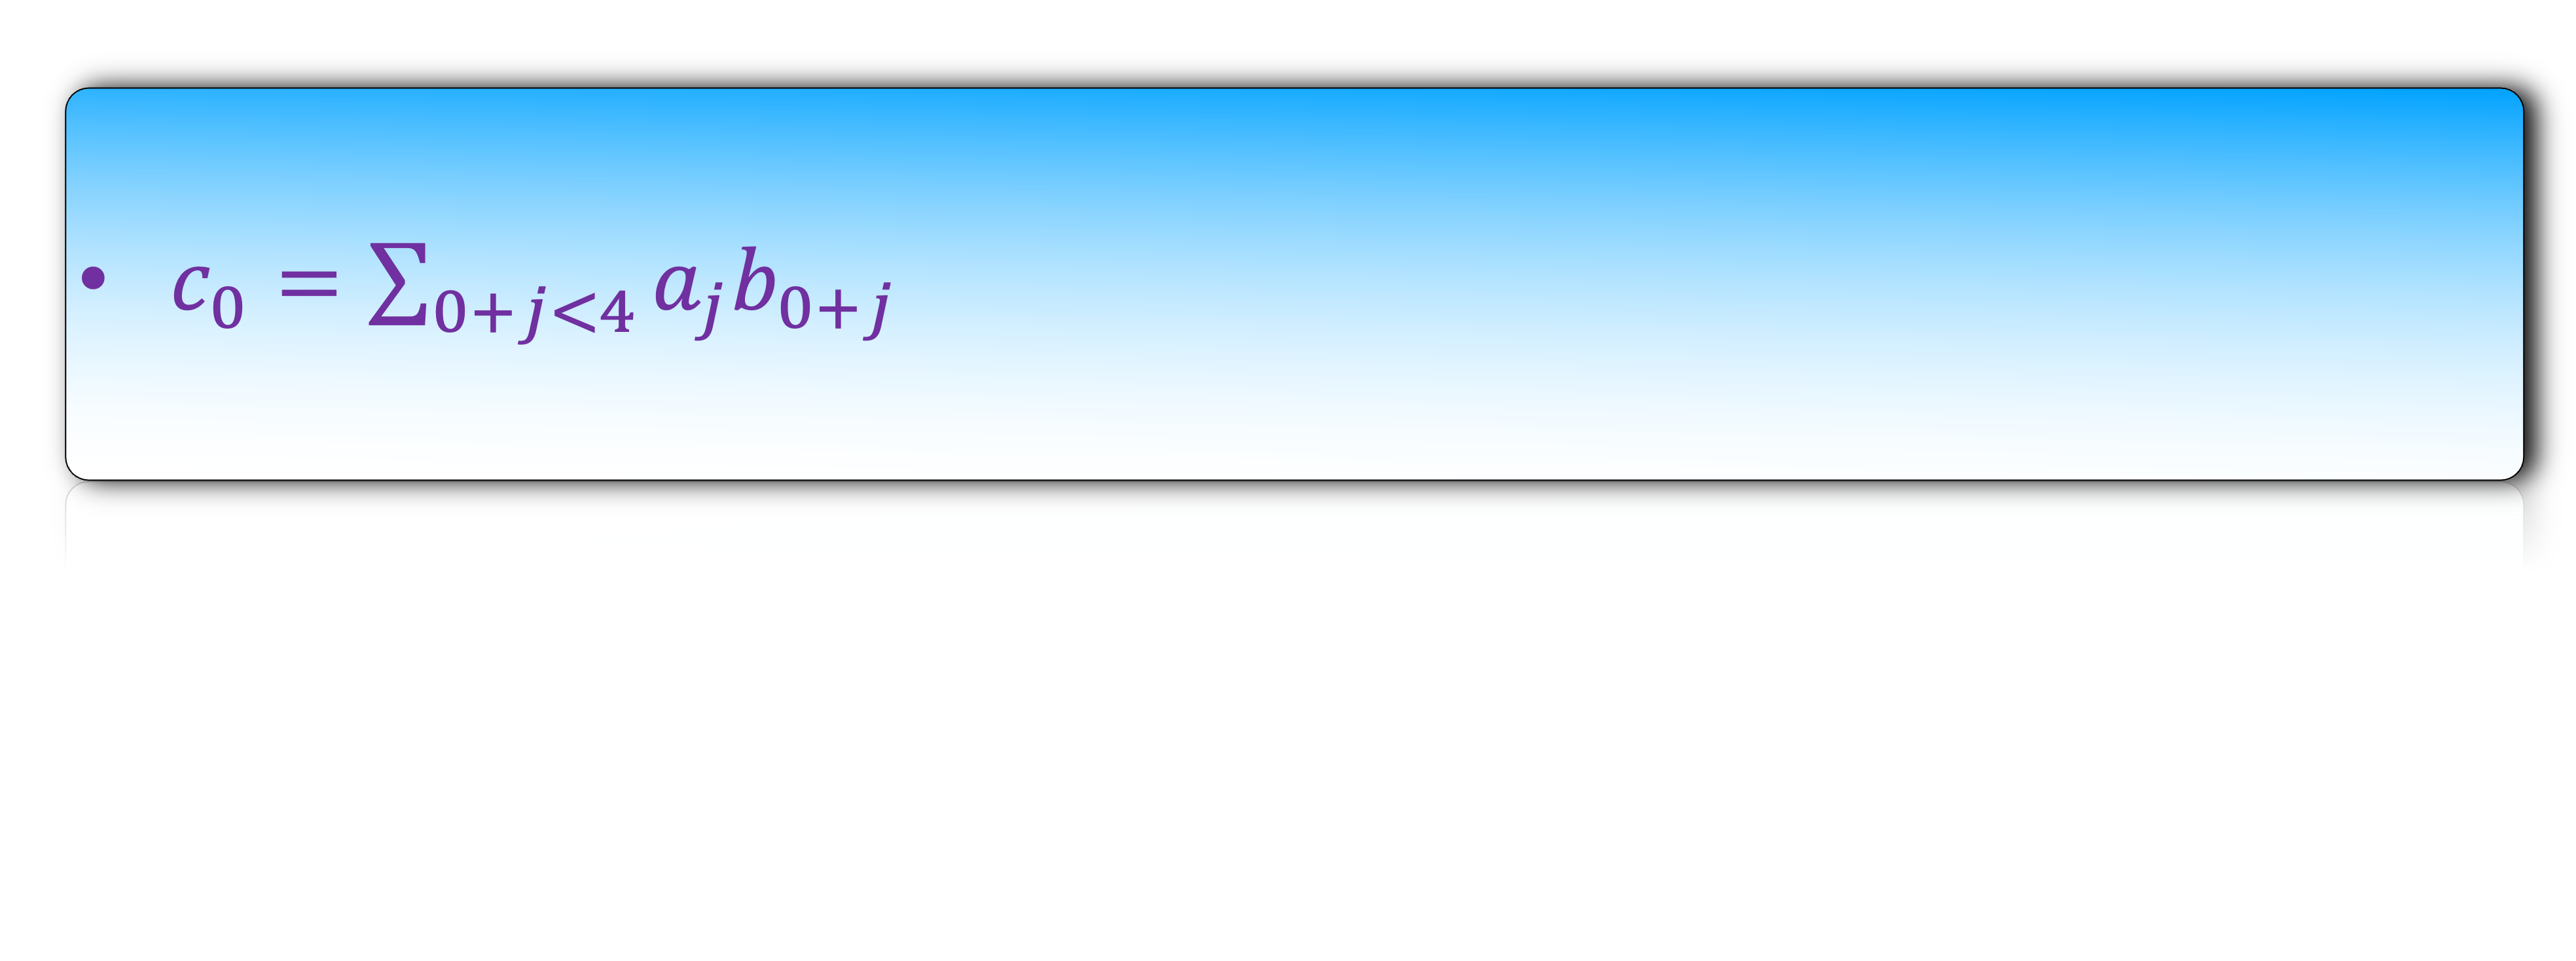 • c₀ = ∑₀₊ⱼ<₄ aⱼb₀₊ⱼ